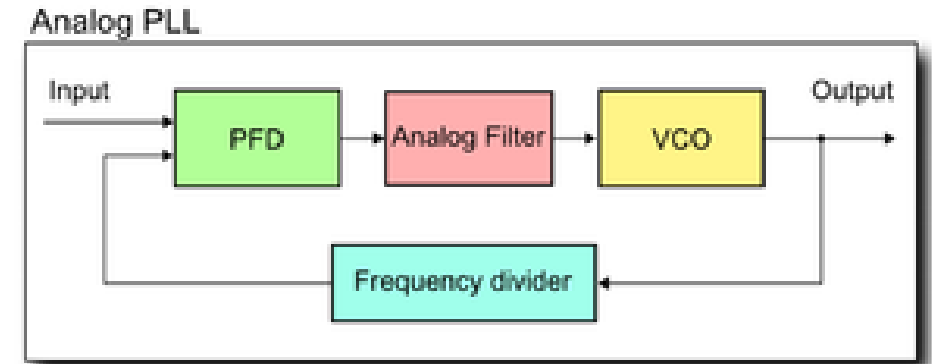 Analog PLL
Input
Output
PFD
Analog Filter
VCO
Frequency divider